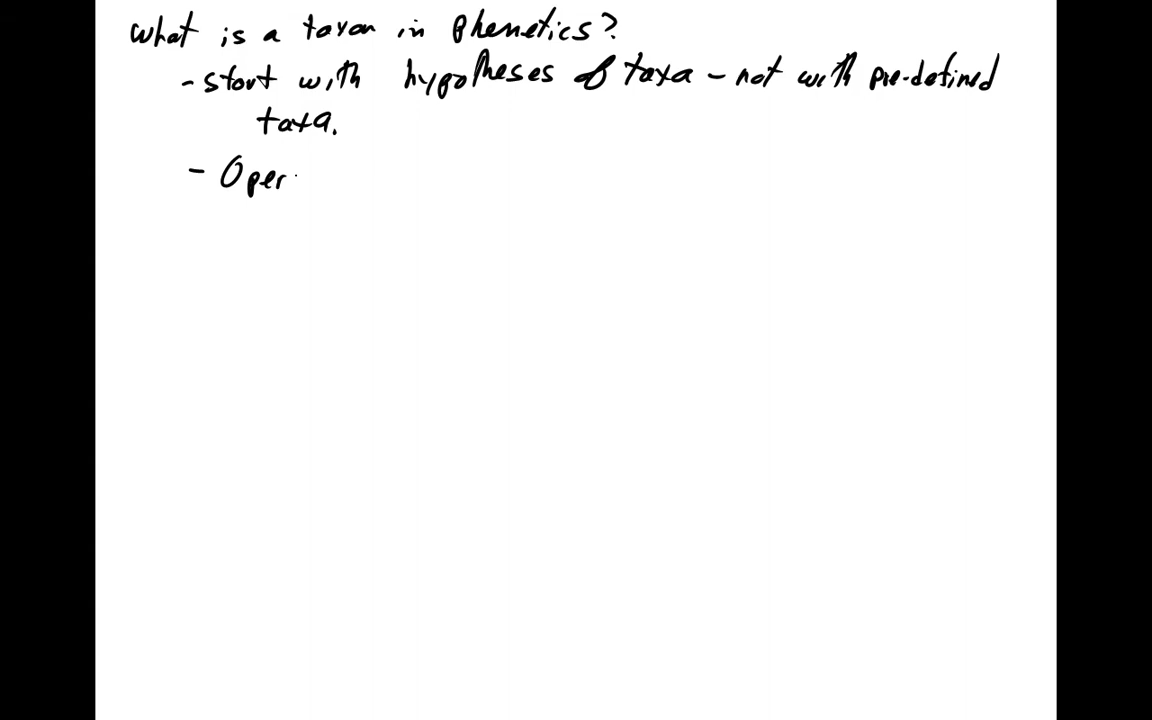 What is a taxon in Phenetics?
- start with hypotheses of taxa - not with pre-defined
taxa.
- Oper